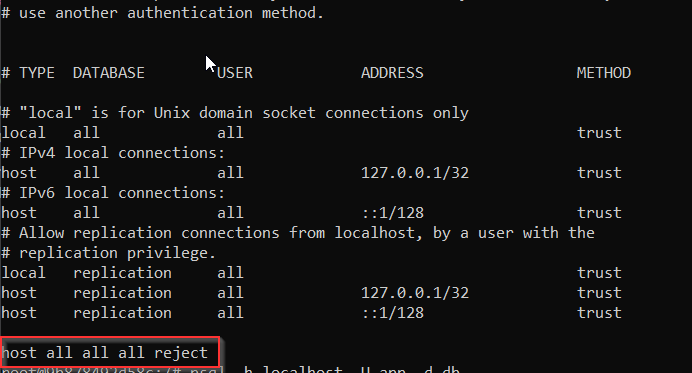 # use another authentication method.
# TYPE DATABASE USER ADDRESS METHOD
# "local" is for Unix domain socket connections only
local all all trust
# IPv4 local connections:
host all all 127.0.0.1/32 trust
# IPv6 local connections:
host all all ::1/128 trust
# Allow replication connections from localhost, by a user with the
# replication privilege.
local replication all trust
host replication all 127.0.0.1/32 trust
host replication all ::1/128 trust
host all all all reject